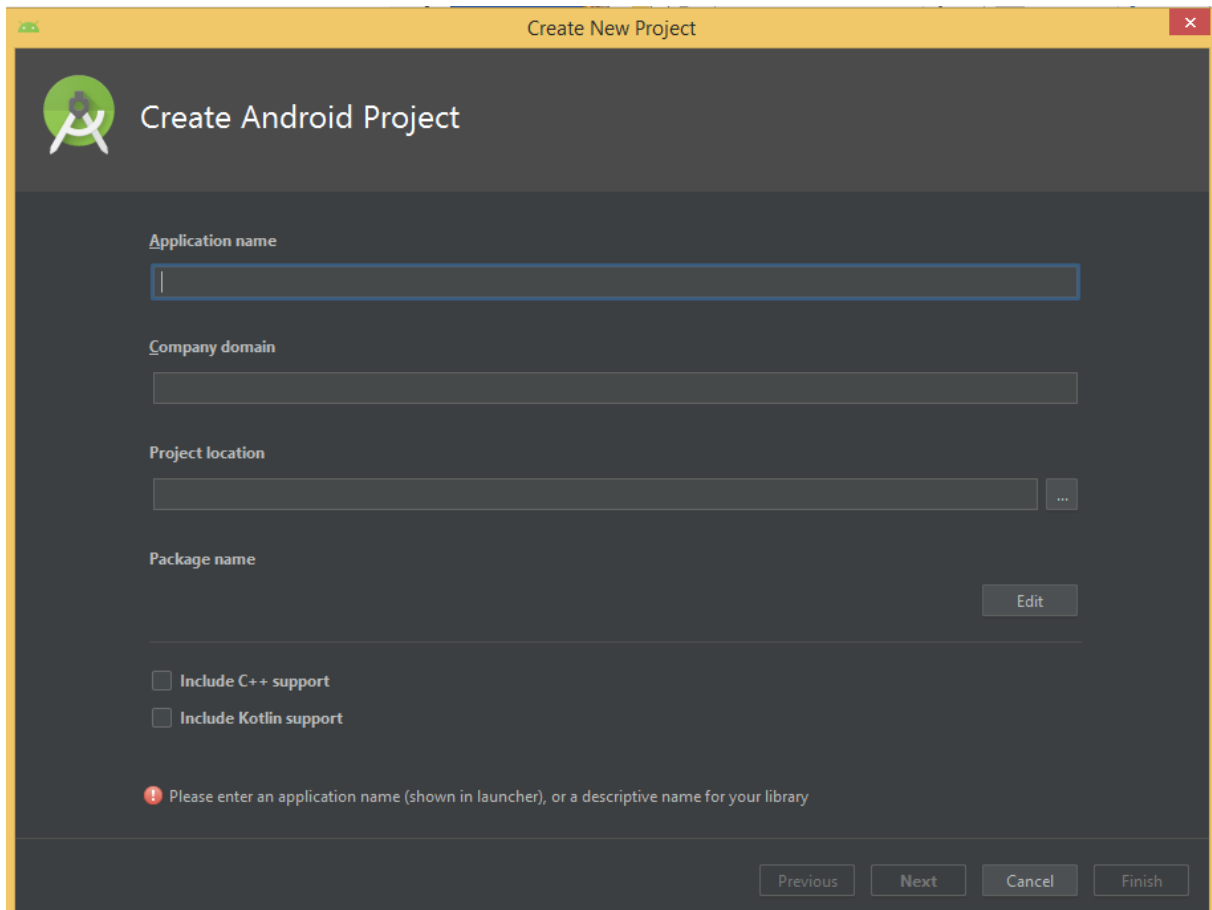 Create New Project
Create Android Project
Application name
Company domain
Project location
...
Package name
Edit
Include C++ support
Include Kotlin support
Please enter an application name (shown in launcher), or a descriptive name for your library
Previous Next Cancel Finish